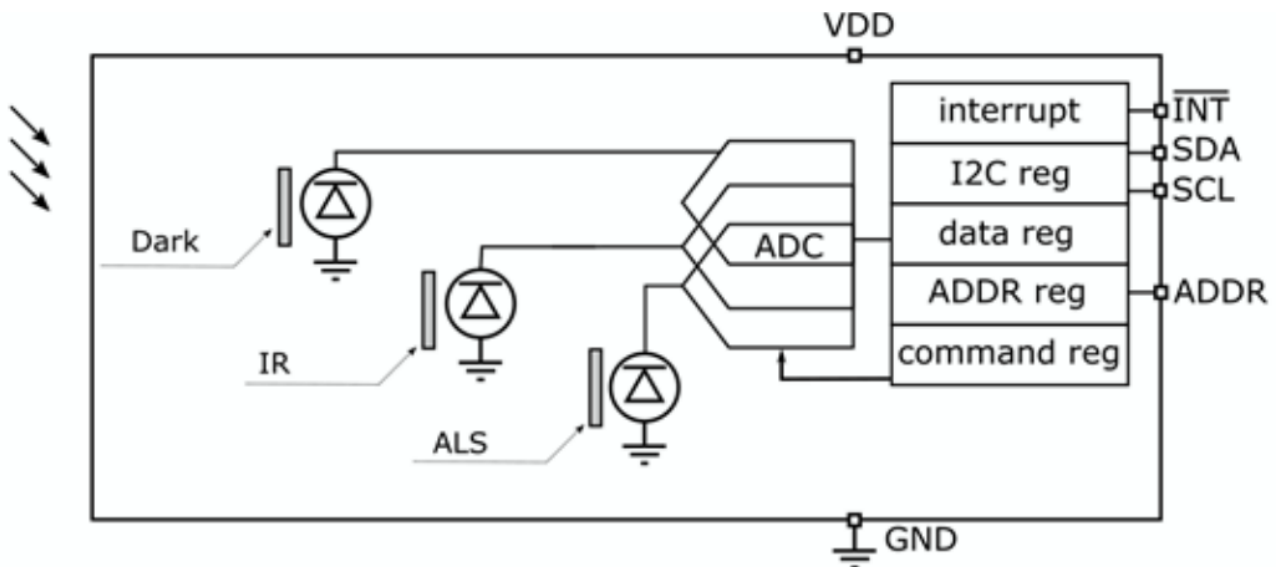 VDD
interrupt
INT
SDA
I2C reg
SCL
Dark
data reg
ADC
ADDR reg
ADDR
IR
command reg
ALS
GND